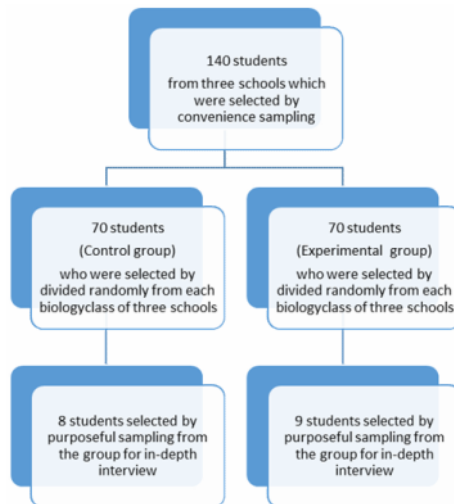 140 students
from three schools which
were selected by
convenience sampling
70 students
(Control group)
who were selected by
divided randomly from each
biologyclass of three schools
70 students
(Experimental group)
who were selected by
divided randomly from each
biologyclass of three schools
8 students selected by
purposeful sampling from
the group for in-depth
interview
9 students selected by
purposeful sampling from
the group for in-depth
interview